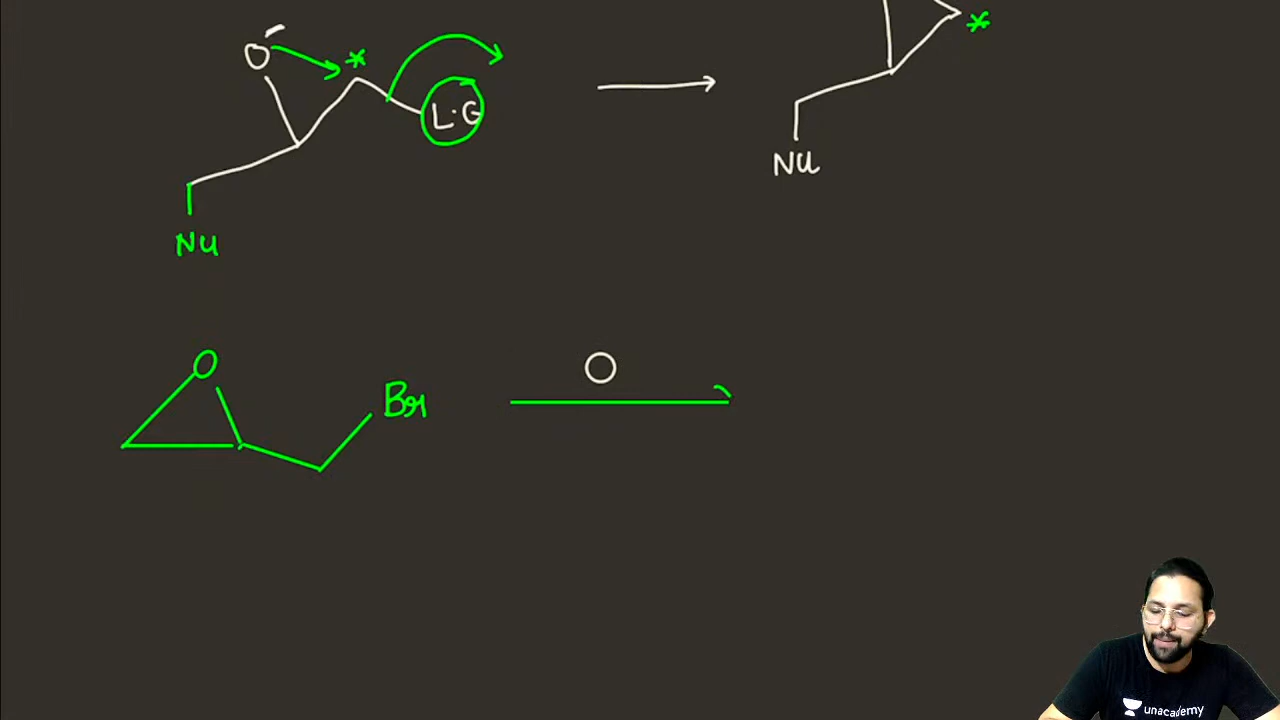 O⁻ * L·G
*
Nu
Nu
O
Br
O
unacademy